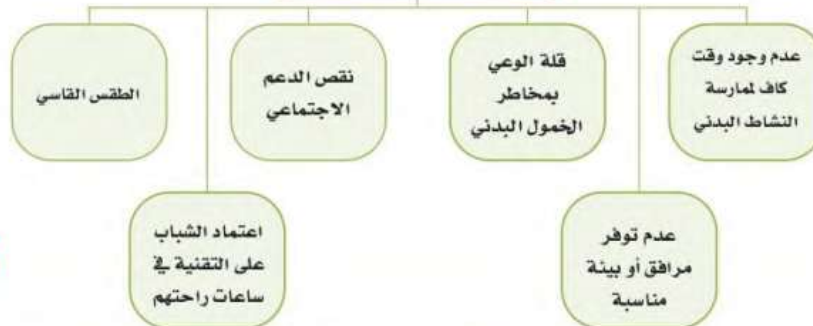 عدم وجود وقت
كاف لممارسة
النشاط البدني
قلة الوعي
بمخاطر
الخمول البدني
نقص الدعم
الاجتماعي
الطقس القاسي
عدم توفر
مرافق أو بيئة
مناسبة
اعتماد الشباب
على التقنية في
ساعات راحتهم